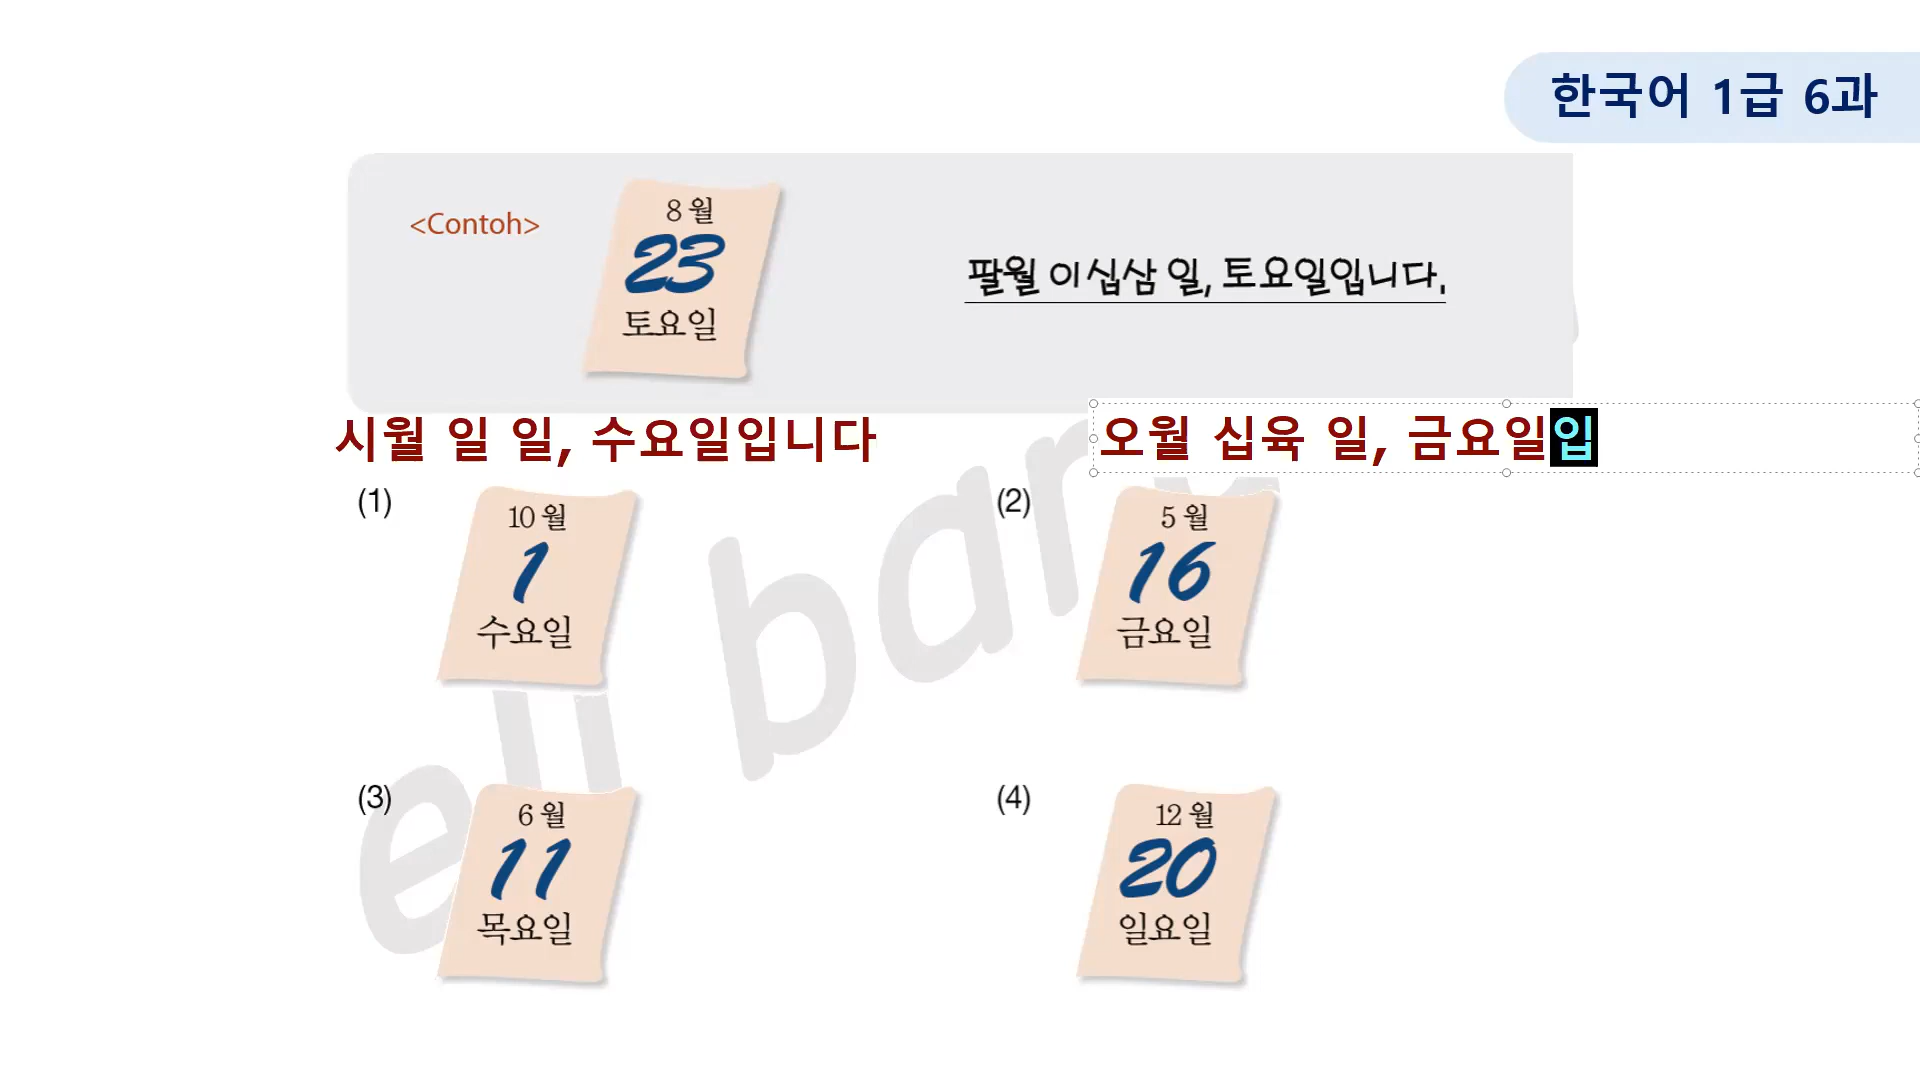 한국어 1급 6과
<Contoh>
8월
23
토요일
팔월 이십삼 일, 토요일입니다.
시월 일 일, 수요일입니다
오월 십육 일, 금요일입
(1)
10월
1
수요일
(2)
5월
16
금요일
(3)
6월
11
목요일
(4)
12월
20
일요일